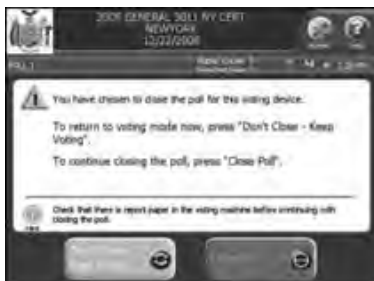 2008 GENERAL 3011 NY CERT
NEWYORK
12/22/2008
POLL 1
You have chosen to close the poll for this voting device.
To return to voting mode now, press "Don't Close - Keep
Voting".
To continue closing the poll, press "Close Poll".
Check that there is report paper in the voting machine before continuing with
closing the poll.